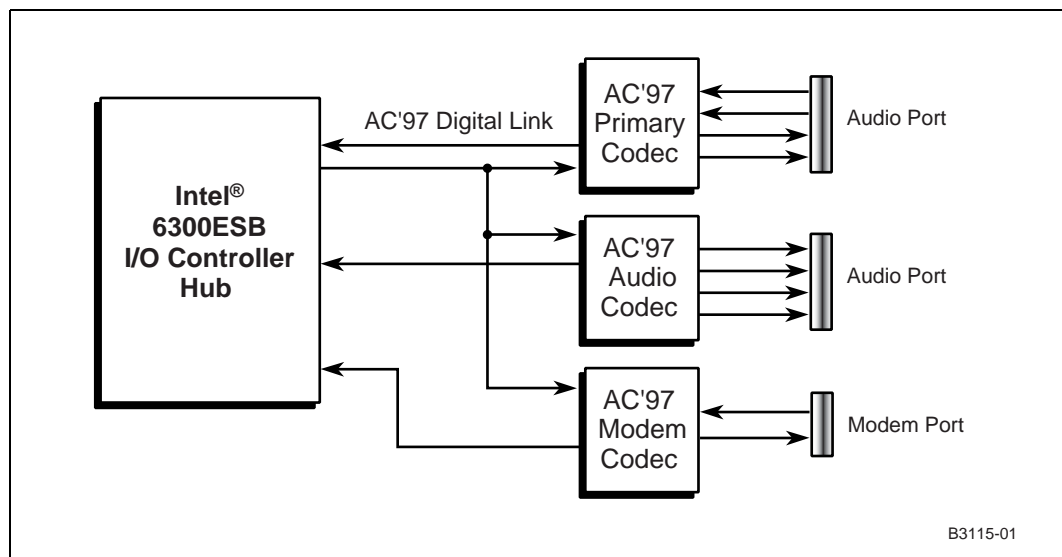 AC'97 Digital Link
Intel®
6300ESB
I/O Controller
Hub
AC'97
Primary
Codec
Audio Port
AC'97
Audio
Codec
Audio Port
AC'97
Modem
Codec
Modem Port
B3115-01